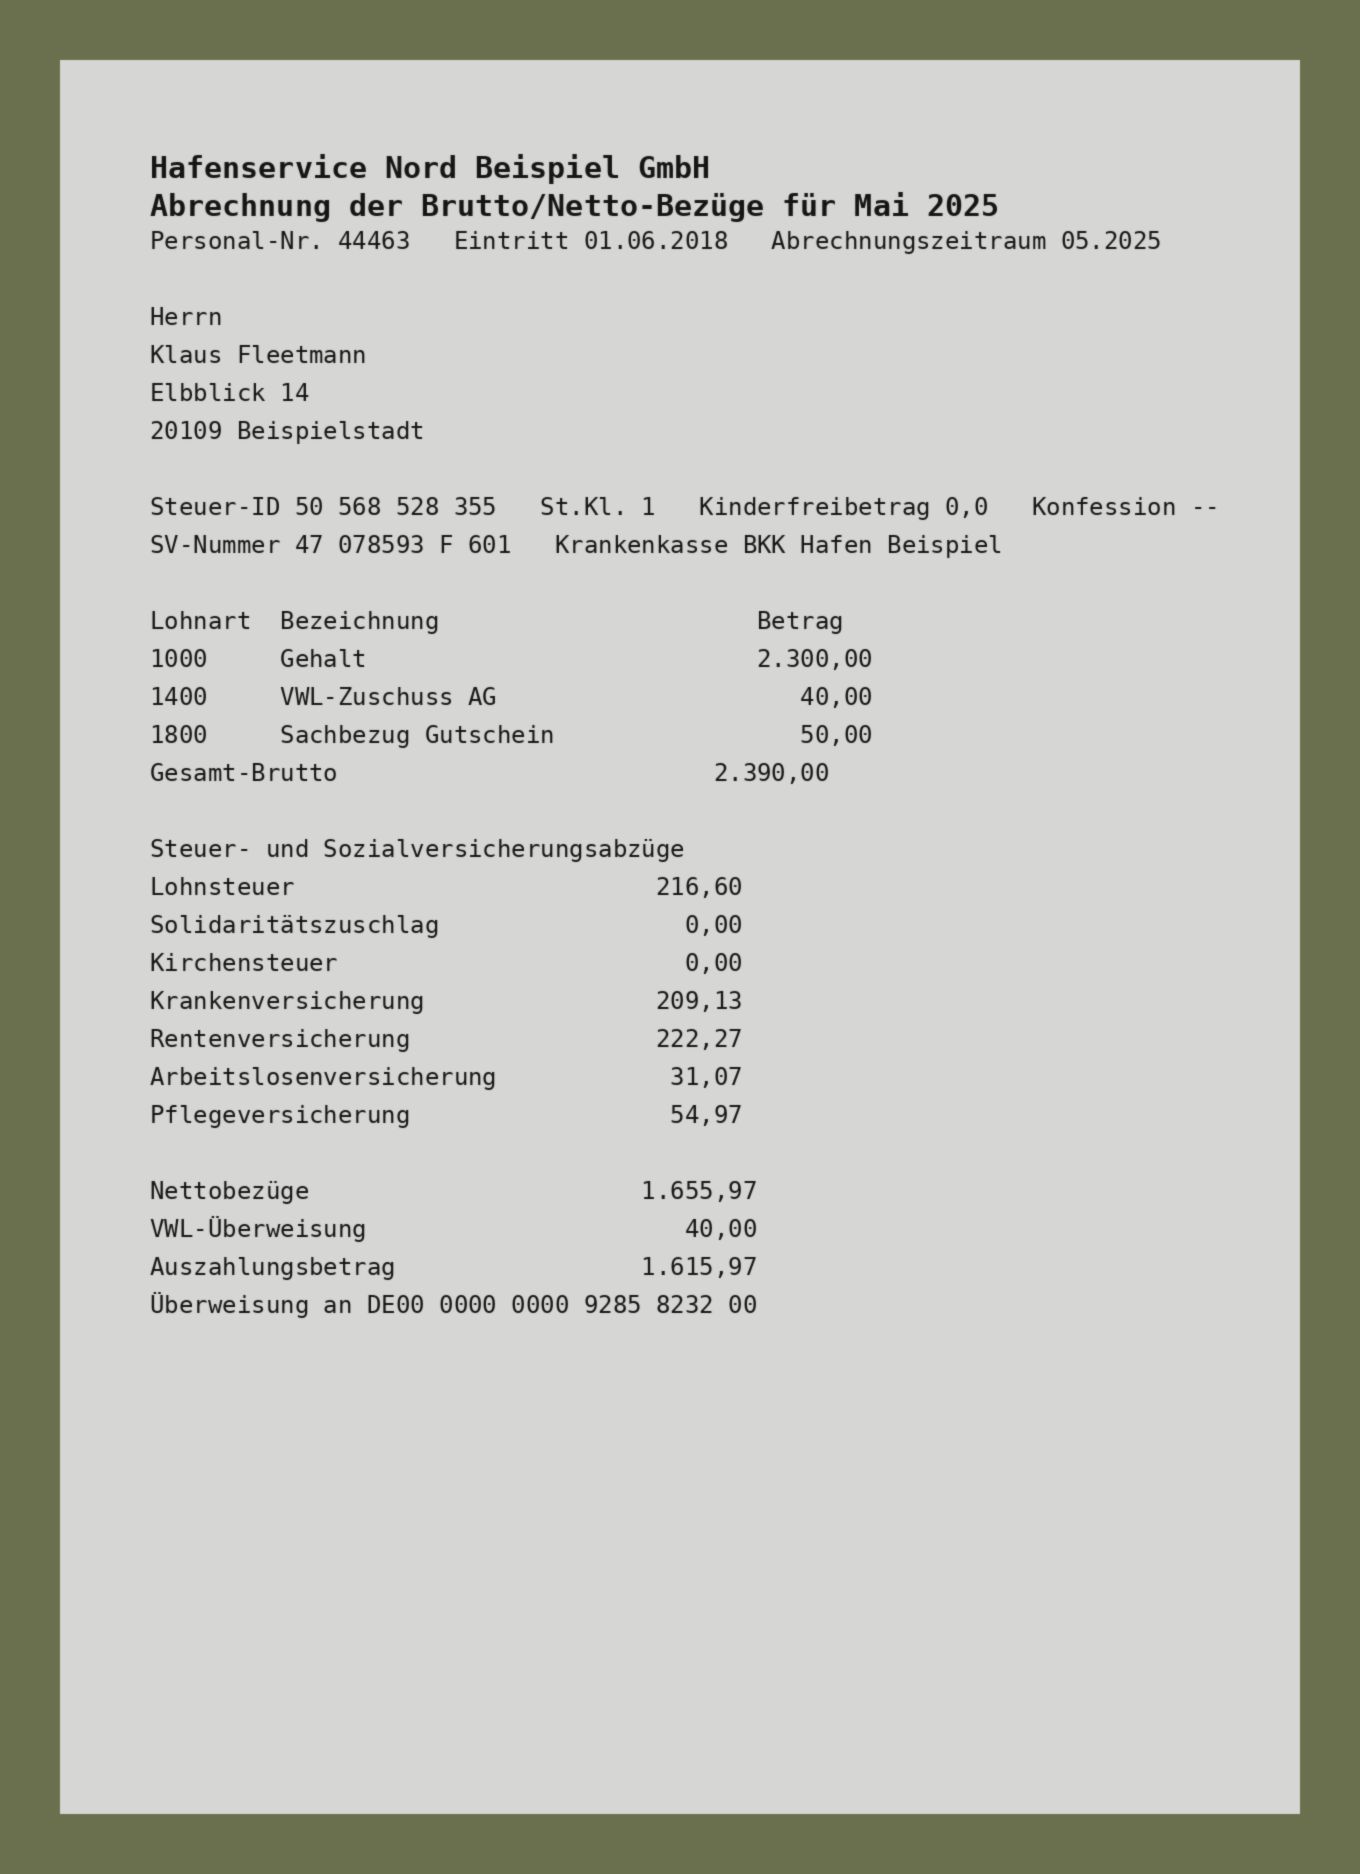 Hafenservice Nord Beispiel GmbH
Abrechnung der Brutto/Netto-Bezüge für Mai 2025
Personal-Nr. 44463   Eintritt 01.06.2018   Abrechnungszeitraum 05.2025
Herrn
Klaus Fleetmann
Elbblick 14
20109 Beispielstadt
Steuer-ID 50 568 528 355   St.Kl. 1   Kinderfreibetrag 0,0   Konfession --
SV-Nummer 47 078593 F 601   Krankenkasse BKK Hafen Beispiel
Lohnart  Bezeichnung                      Betrag
1000     Gehalt                           2.300,00
1400     VWL-Zuschuss AG                     40,00
1800     Sachbezug Gutschein                 50,00
Gesamt-Brutto                          2.390,00
Steuer- und Sozialversicherungsabzüge
Lohnsteuer                         216,60
Solidaritätszuschlag                 0,00
Kirchensteuer                        0,00
Krankenversicherung                209,13
Rentenversicherung                 222,27
Arbeitslosenversicherung            31,07
Pflegeversicherung                  54,97
Nettobezüge                       1.655,97
VWL-Überweisung                      40,00
Auszahlungsbetrag                 1.615,97
Überweisung an DE00 0000 0000 9285 8232 00